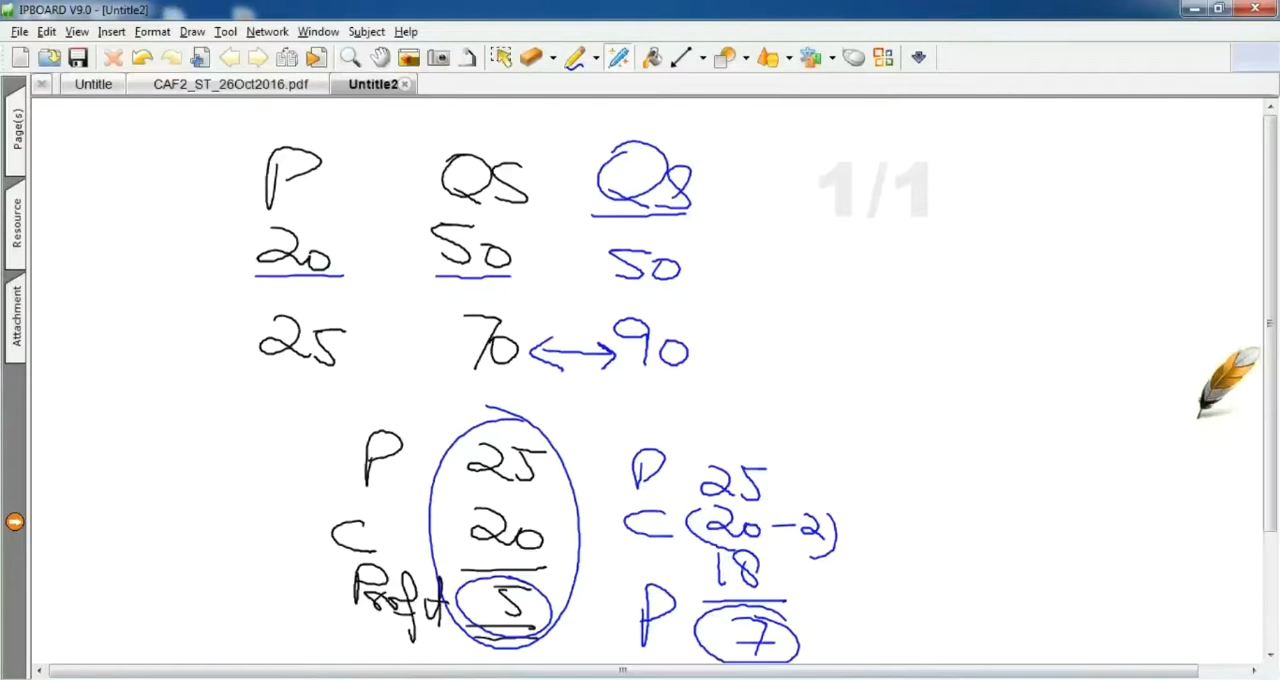 IPBOARD V9.0 - [Untitle2]
File Edit View Insert Format Draw Tool Network Window Subject Help
Untitle CAF2_ST_26Oct2016.pdf Untitle2
Page(s)
Resource
Attachment
1/1
P QS QS
20 50 50
25 70 90
P 25
C 20
Profit 5
P 25
C (20-2)
18
P 7